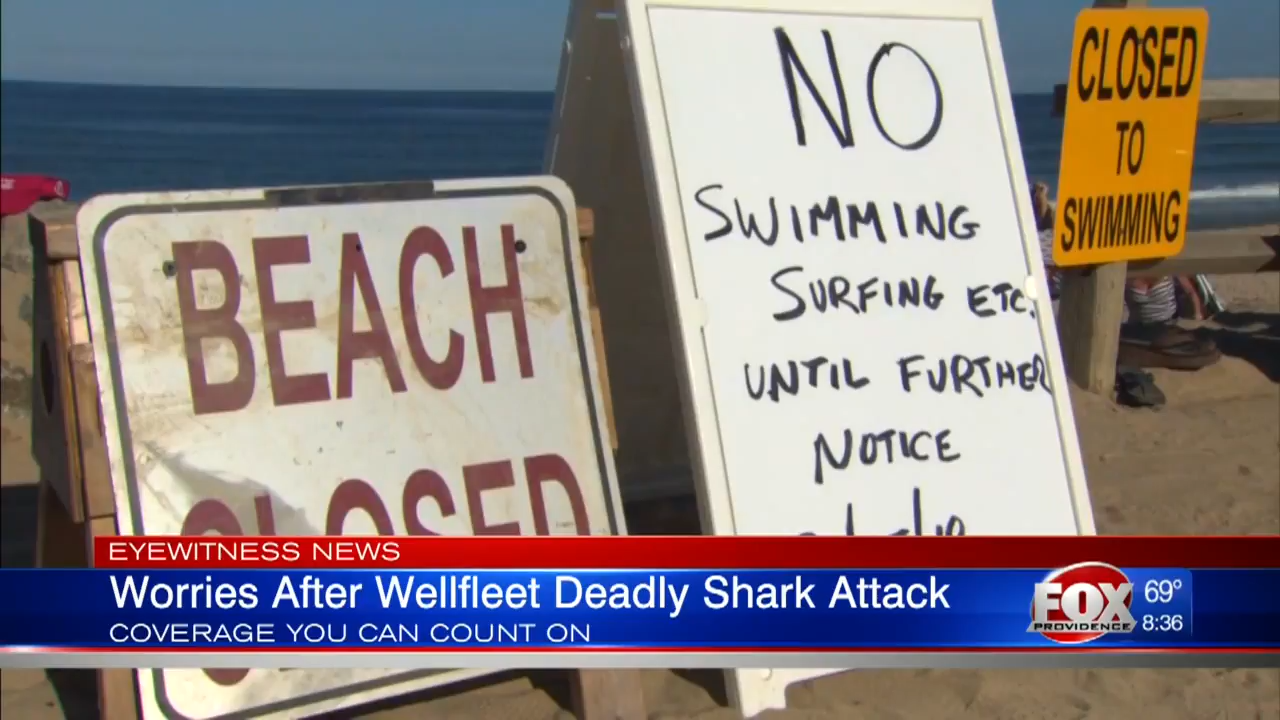 BEACH
CLOSED
NO
SWIMMING
SURFING ETC.
UNTIL FURTHER
NOTICE
CLOSED
TO
SWIMMING
EYEWITNESS NEWS
Worries After Wellfleet Deadly Shark Attack
COVERAGE YOU CAN COUNT ON
FOX
PROVIDENCE
69°
8:36